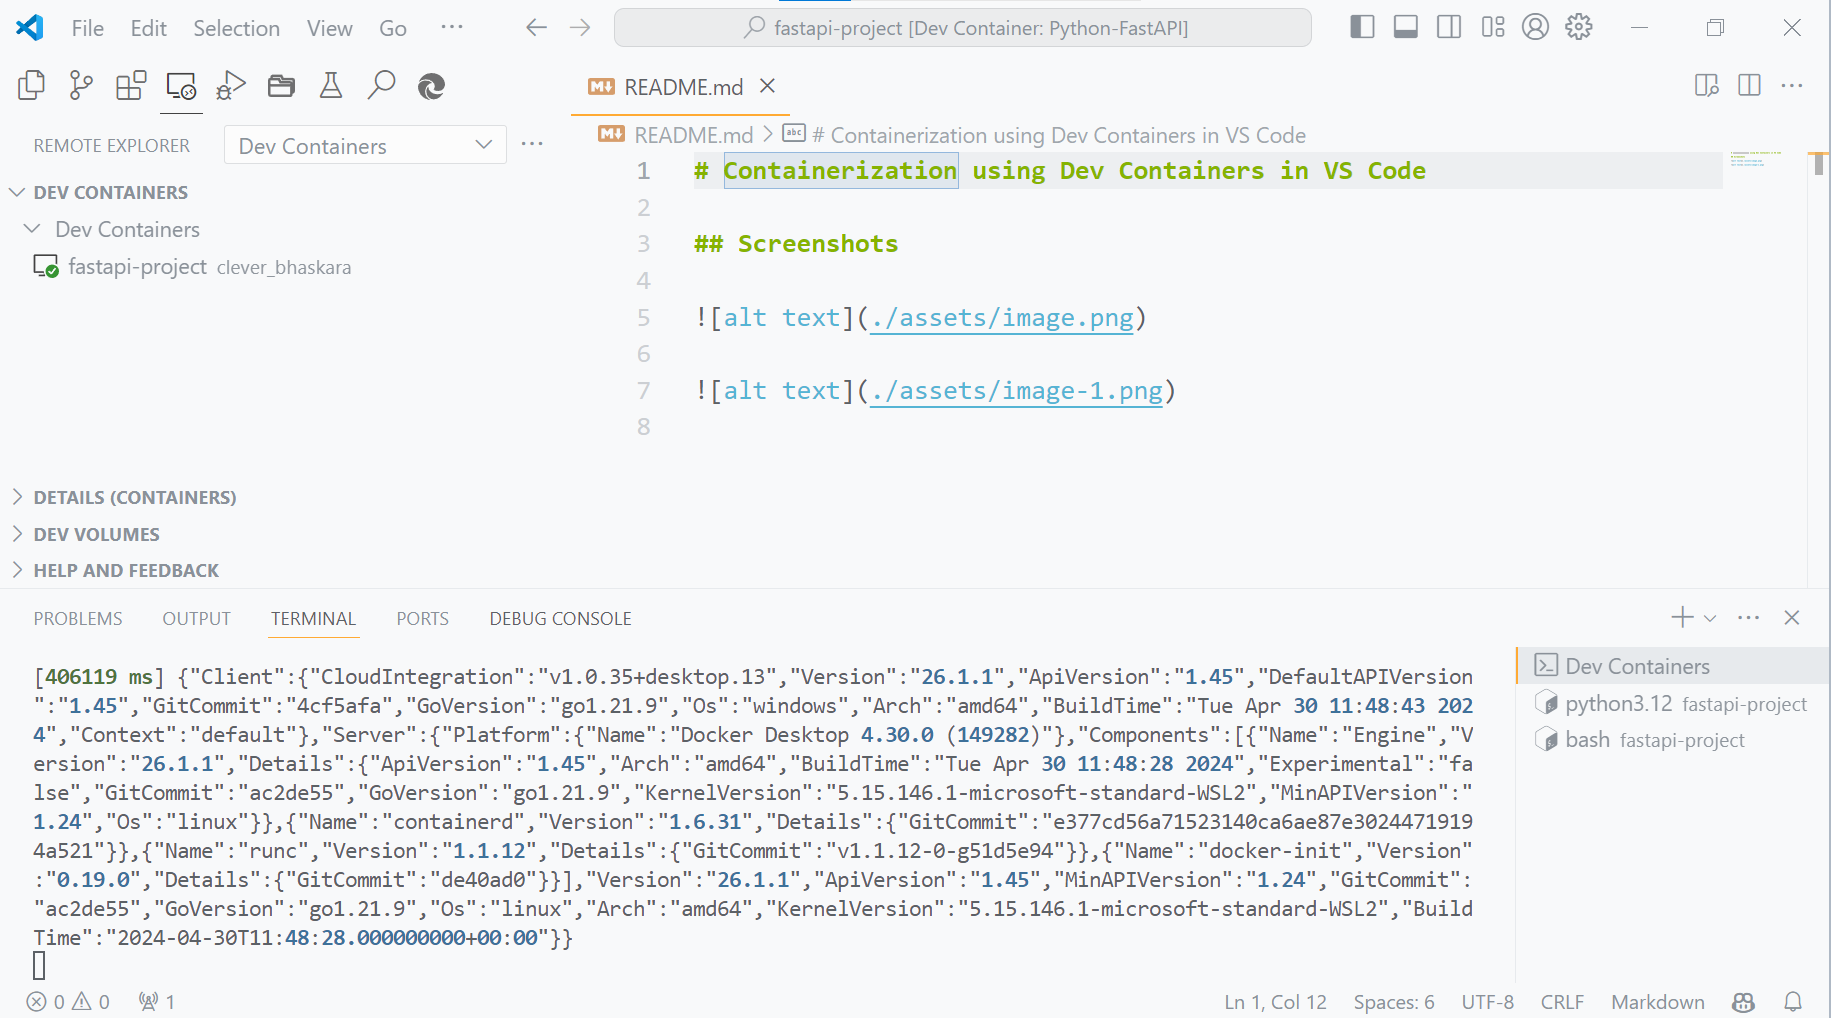 File Edit Selection View Go ···
fastapi-project [Dev Container: Python-FastAPI]
README.md
REMOTE EXPLORER Dev Containers ···
README.md > abc # Containerization using Dev Containers in VS Code
DEV CONTAINERS
Dev Containers
fastapi-project clever_bhaskara
DETAILS (CONTAINERS)
DEV VOLUMES
HELP AND FEEDBACK
1 # Containerization using Dev Containers in VS Code
2
3 ## Screenshots
4
5 ![alt text](./assets/image.png)
6
7 ![alt text](./assets/image-1.png)
8
PROBLEMS OUTPUT TERMINAL PORTS DEBUG CONSOLE
[406119 ms] {"Client":{"CloudIntegration":"v1.0.35+desktop.13","Version":"26.1.1","ApiVersion":"1.45","DefaultAPIVersion
":"1.45","GitCommit":"4cf5afa","GoVersion":"go1.21.9","Os":"windows","Arch":"amd64","BuildTime":"Tue Apr 30 11:48:43 202
4","Context":"default"},"Server":{"Platform":{"Name":"Docker Desktop 4.30.0 (149282)"},"Components":[{"Name":"Engine","V
ersion":"26.1.1","Details":{"ApiVersion":"1.45","Arch":"amd64","BuildTime":"Tue Apr 30 11:48:28 2024","Experimental":"fa
lse","GitCommit":"ac2de55","GoVersion":"go1.21.9","KernelVersion":"5.15.146.1-microsoft-standard-WSL2","MinAPIVersion":"
1.24","Os":"linux"}},{"Name":"containerd","Version":"1.6.31","Details":{"GitCommit":"e377cd56a71523140ca6ae87e3024471919
4a521"}},{"Name":"runc","Version":"1.1.12","Details":{"GitCommit":"v1.1.12-0-g51d5e94"}},{"Name":"docker-init","Version"
:"0.19.0","Details":{"GitCommit":"de40ad0"}}],"Version":"26.1.1","ApiVersion":"1.45","MinAPIVersion":"1.24","GitCommit":
"ac2de55","GoVersion":"go1.21.9","Os":"linux","Arch":"amd64","KernelVersion":"5.15.146.1-microsoft-standard-WSL2","Build
Time":"2024-04-30T11:48:28.000000000+00:00"}}
Dev Containers
python3.12 fastapi-project
bash fastapi-project
0 0 1 Ln 1, Col 12 Spaces: 6 UTF-8 CRLF Markdown